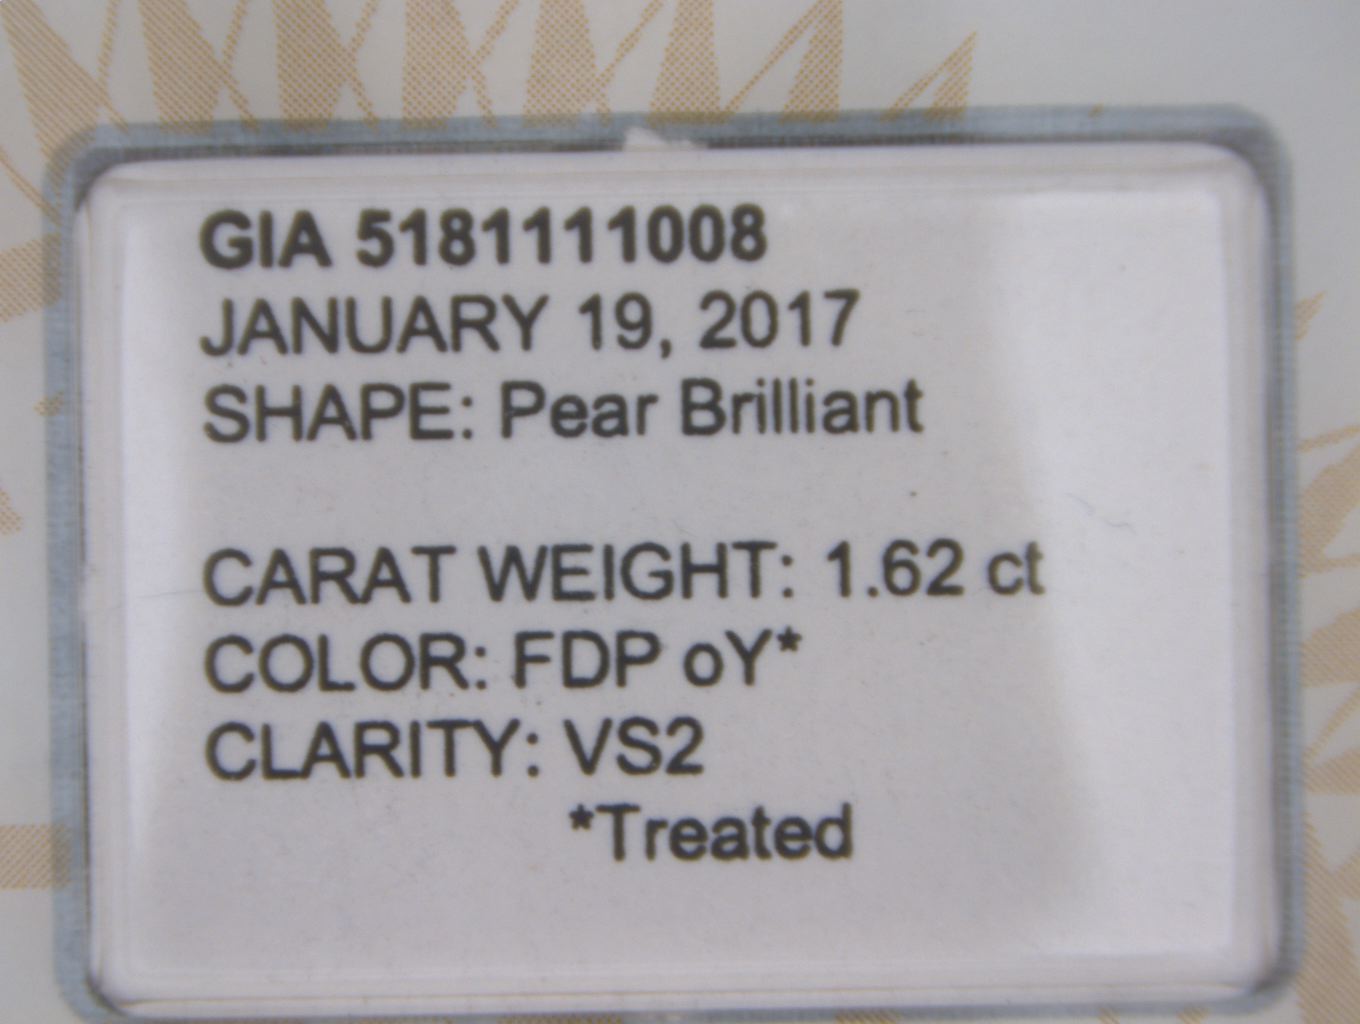 GIA 5181111008
JANUARY 19, 2017
SHAPE: Pear Brilliant
CARAT WEIGHT: 1.62 ct
COLOR: FDP oY*
CLARITY: VS2
*Treated